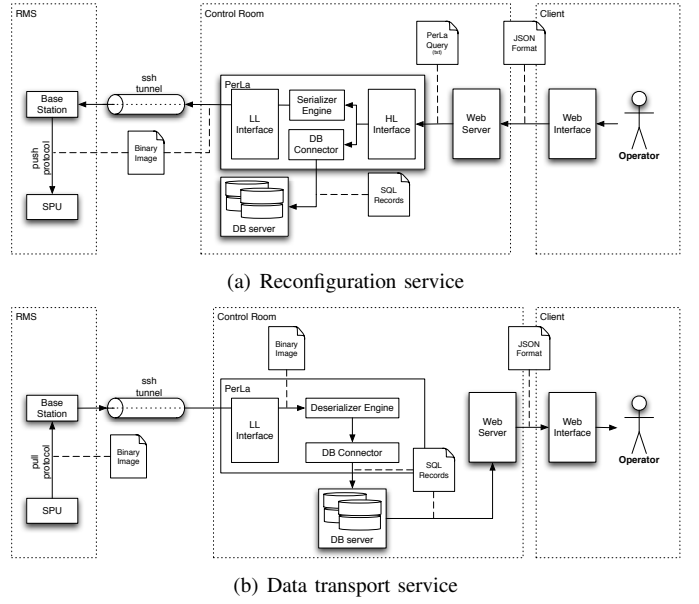 RMS
Control Room
Client
PerLa
Query
(txt)
JSON
Format
ssh
tunnel
PerLa
Base
Station
LL
Interface
Serializer
Engine
DB
Connector
HL
Interface
Web
Server
Web
Interface
Operator
push
protocol
Binary
Image
SPU
SQL
Records
DB server
(a) Reconfiguration service
RMS
Control Room
Client
Binary
Image
JSON
Format
ssh
tunnel
PerLa
Base
Station
LL
Interface
Deserializer Engine
DB Connector
Web
Server
Web
Interface
Operator
pull
protocol
Binary
Image
SQL
Records
SPU
DB server
(b) Data transport service